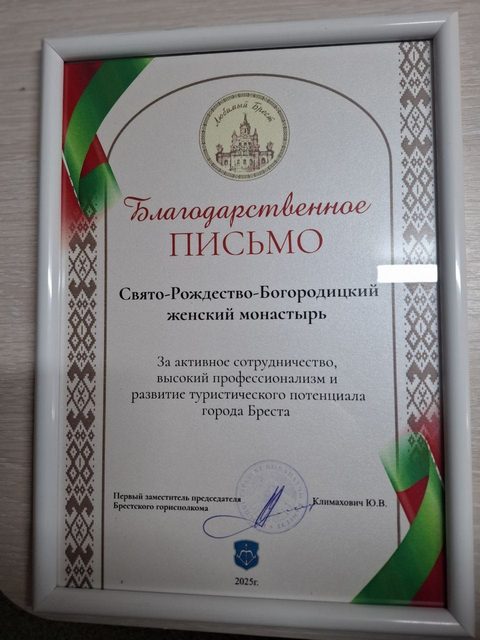 Любимый Брест
Благодарственное
ПИСЬМО
Свято-Рождество-Богородицкий
женский монастырь
За активное сотрудничество,
высокий профессионализм и
развитие туристического потенциала
города Бреста
Первый заместитель председателя
Брестского горисполкома
Климахович Ю.В.
2025г.